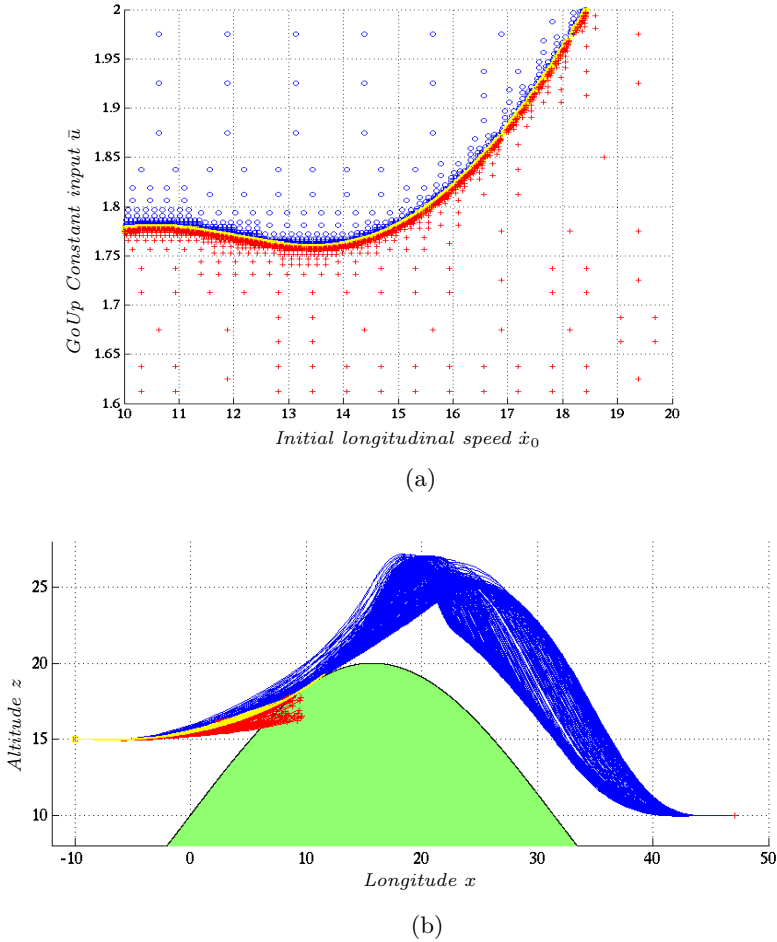 2
1.95
1.9
1.85
1.8
1.75
1.7
1.65
1.6
GoUp Constant input ū
10 11 12 13 14 15 16 17 18 19 20
Initial longitudinal speed ẋ₀
(a)
25
20
15
10
Altitude z
-10 0 10 20 30 40 50
Longitude x
(b)